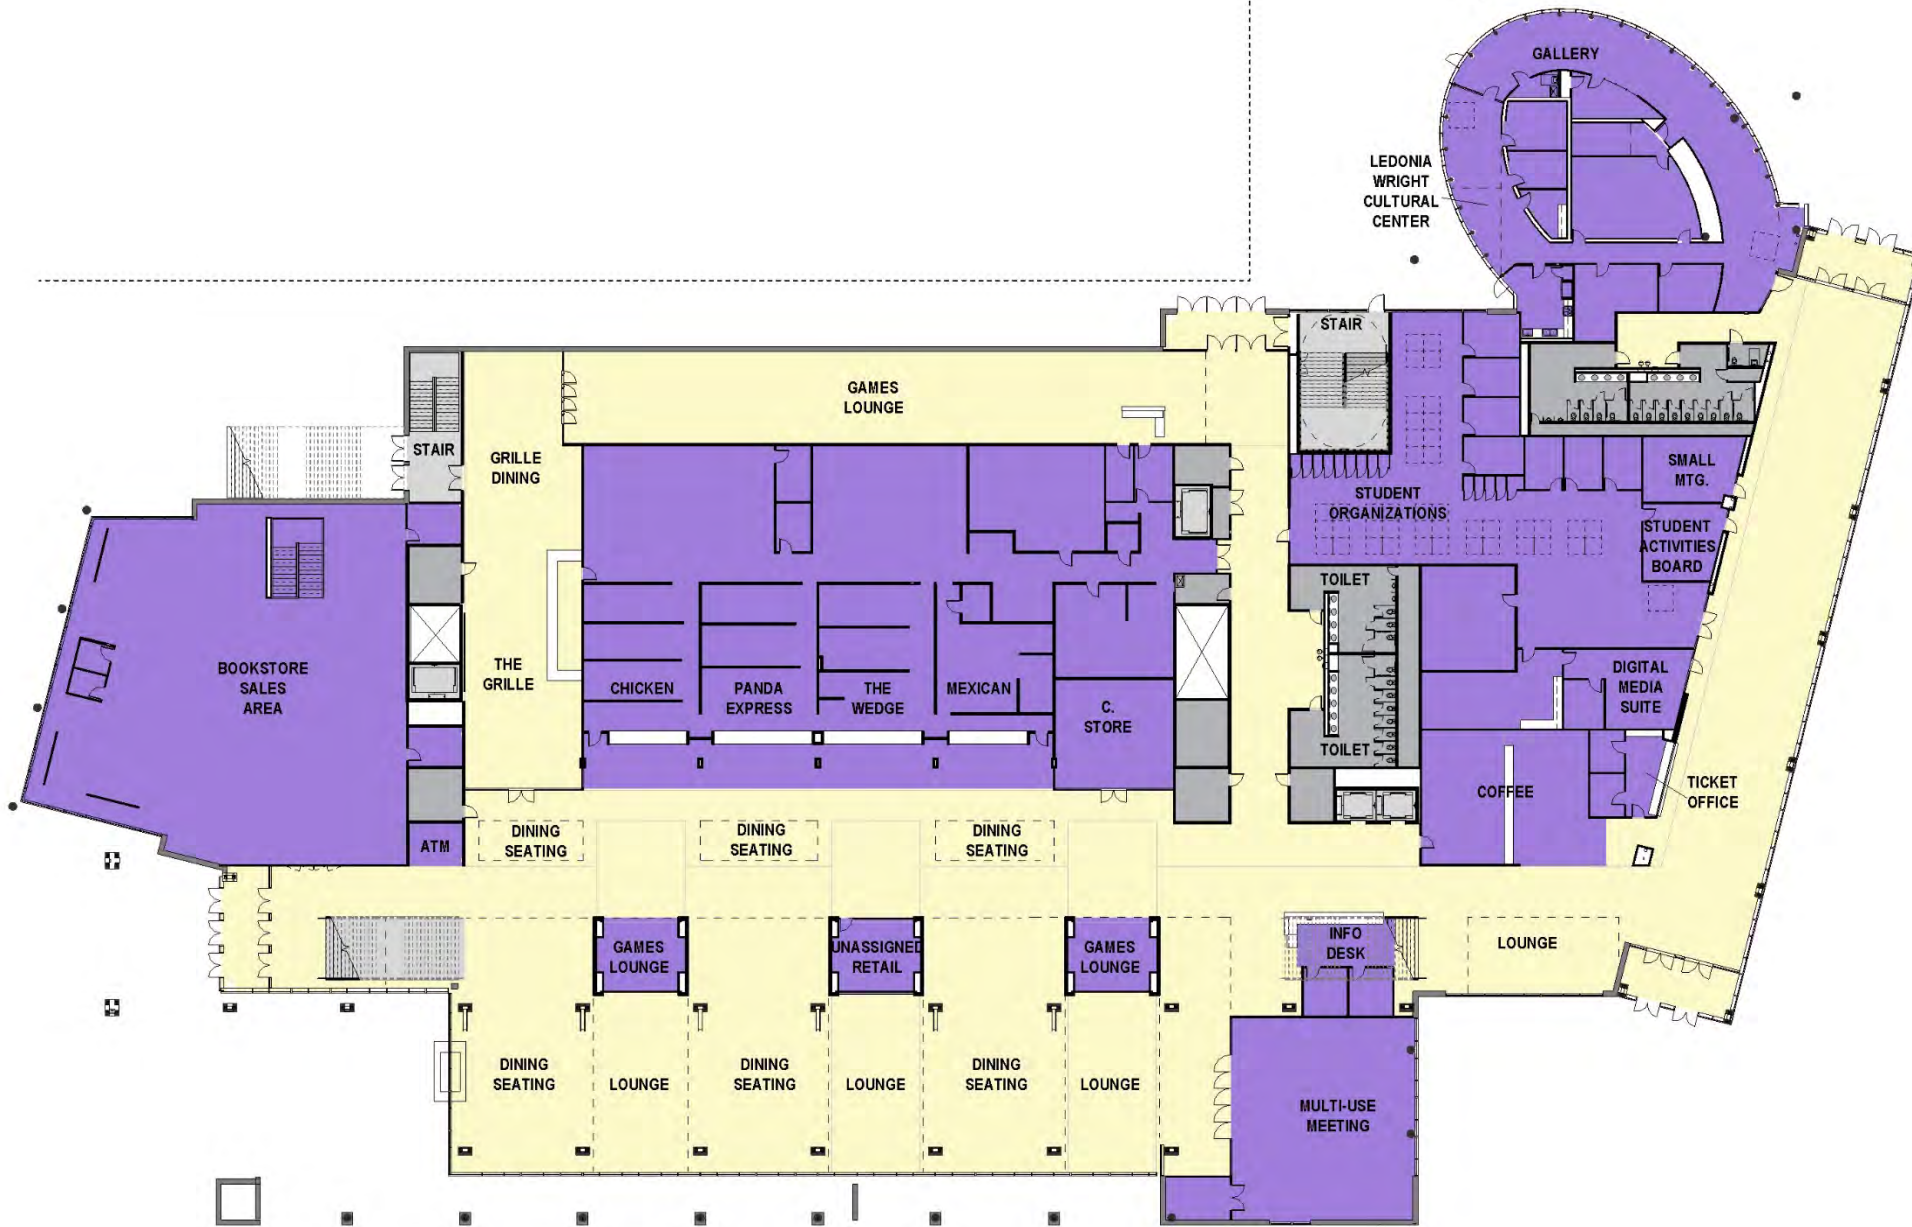 GALLERY
LEDONIA
WRIGHT
CULTURAL
CENTER
STAIR
GAMES
LOUNGE
STAIR
GRILLE
DINING
SMALL
MTG.
STUDENT
ORGANIZATIONS
STUDENT
ACTIVITIES
BOARD
TOILET
BOOKSTORE
SALES
AREA
THE
GRILLE
CHICKEN
PANDA
EXPRESS
THE
WEDGE
MEXICAN
C.
STORE
DIGITAL
MEDIA
SUITE
TOILET
COFFEE
TICKET
OFFICE
ATM
DINING
SEATING
DINING
SEATING
DINING
SEATING
GAMES
LOUNGE
UNASSIGNED
RETAIL
GAMES
LOUNGE
INFO
DESK
LOUNGE
DINING
SEATING
LOUNGE
DINING
SEATING
LOUNGE
DINING
SEATING
LOUNGE
MULTI-USE
MEETING